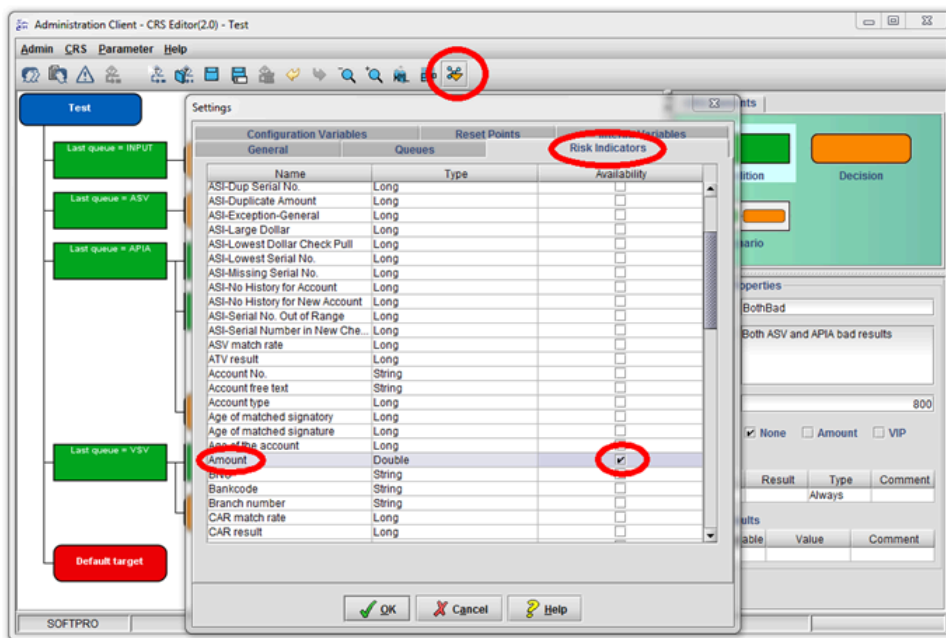 Administration Client - CRS Editor(2.0) - Test
Admin CRS Parameter Help
Test
Last queue = INPUT
Last queue = ASV
Last queue = APIA
Last queue = VSV
Default target
Settings
Configuration Variables Reset Points Variables
General Queues Risk Indicators
Name Type Availability
ASI-Dup Serial No. Long
ASI-Duplicate Amount Long
ASI-Exception-General Long
ASI-Large Dollar Long
ASI-Lowest Dollar Check Pull Long
ASI-Lowest Serial No. Long
ASI-Missing Serial No. Long
ASI-No History for Account Long
ASI-No History for New Account Long
ASI-Serial No. Out of Range Long
ASI-Serial Number in New Che... Long
ASV match rate Long
ATV result Long
Account No. String
Account free text String
Account type Long
Age of matched signatory Long
Age of matched signature Long
Age of the account Long
Amount Double
String
Bankcode String
Branch number String
CAR match rate Long
CAR result Long
OK Cancel Help
nts
lition Decision
ario
operties
BothBad
Both ASV and APIA bad results
800
None Amount VIP
Result Type Comment
Always
ults
able Value Comment
SOFTPRO